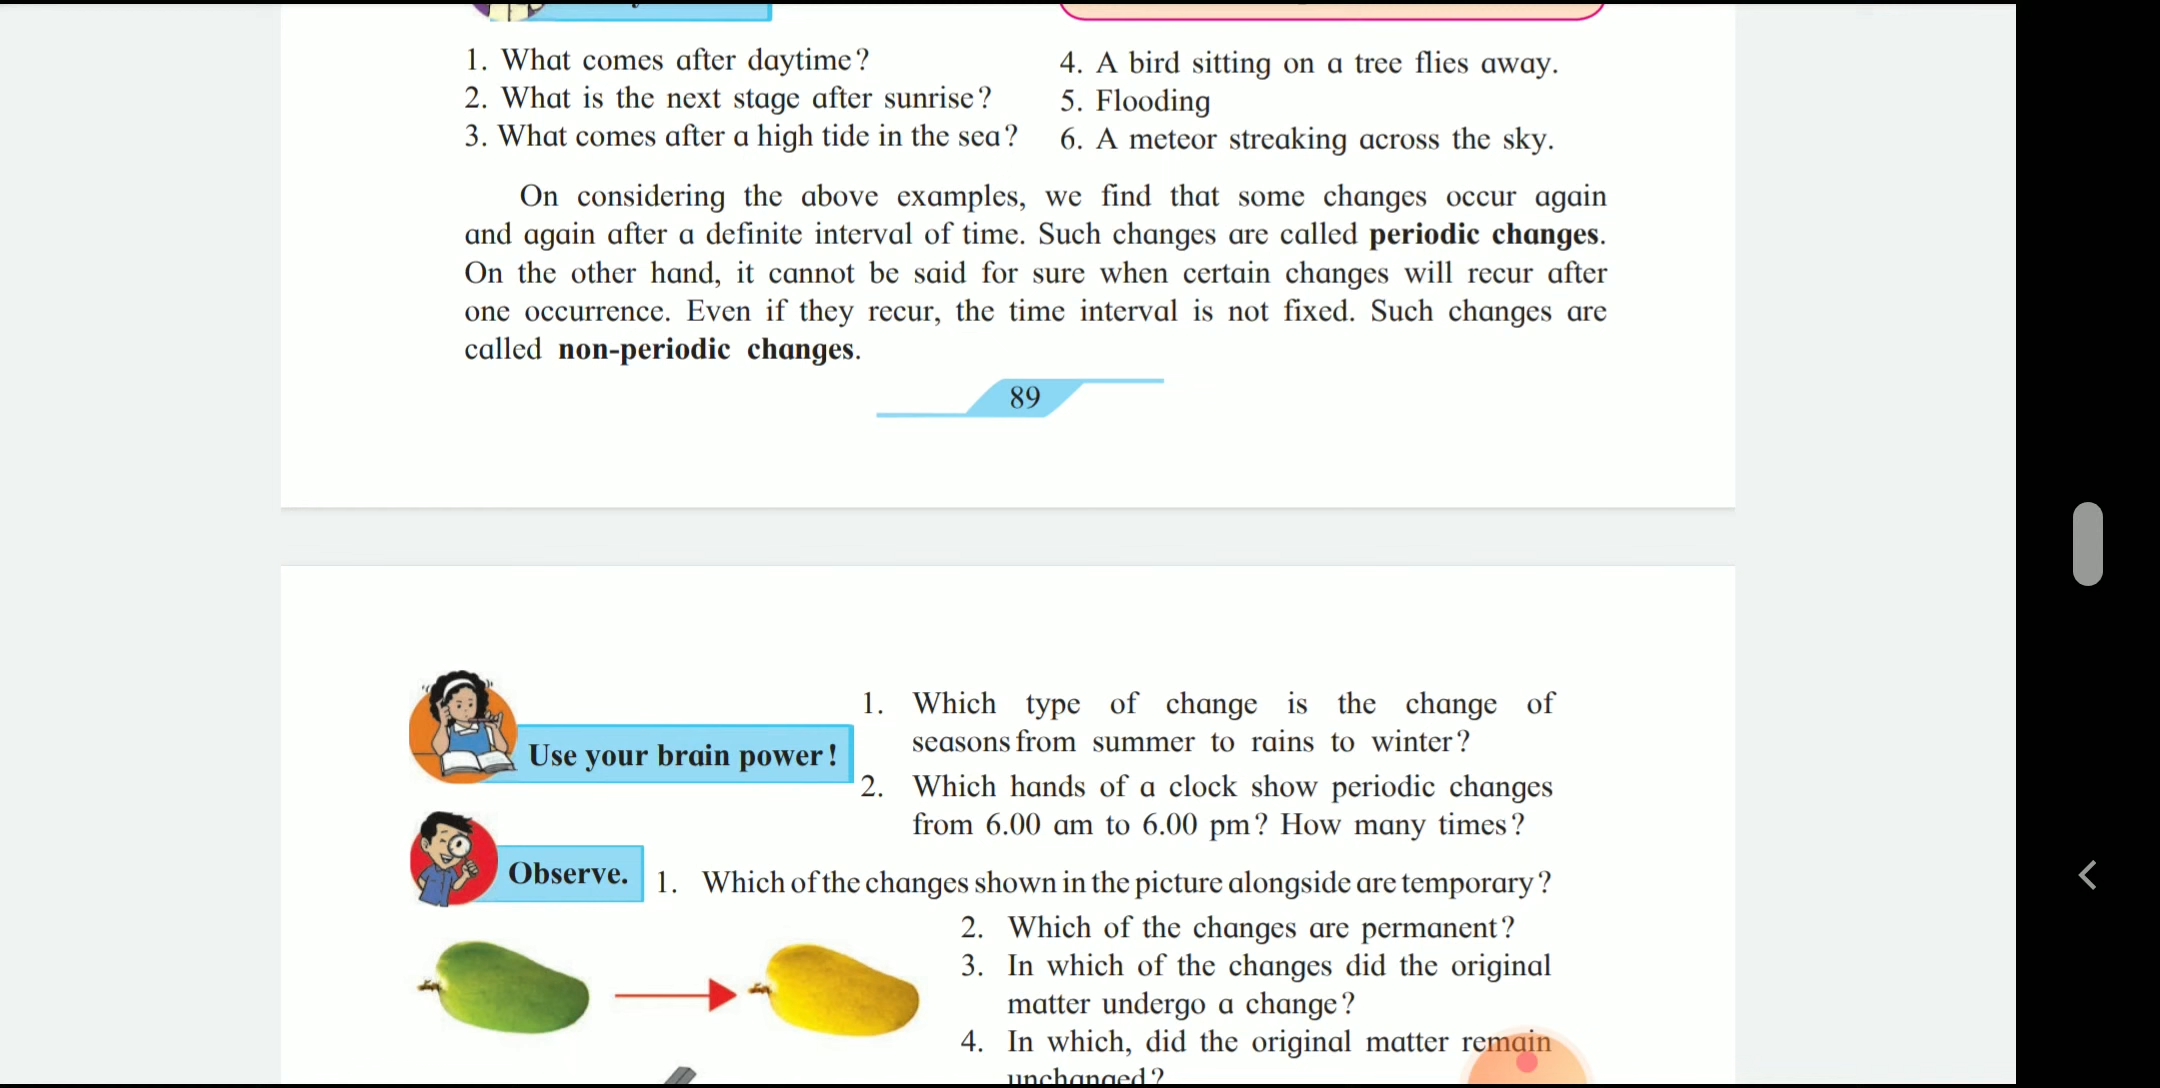 1. What comes after daytime?
2. What is the next stage after sunrise?
3. What comes after a high tide in the sea?
4. A bird sitting on a tree flies away.
5. Flooding
6. A meteor streaking across the sky.
On considering the above examples, we find that some changes occur again
and again after a definite interval of time. Such changes are called periodic changes.
On the other hand, it cannot be said for sure when certain changes will recur after
one occurrence. Even if they recur, the time interval is not fixed. Such changes are
called non-periodic changes.
89
Use your brain power!
1. Which type of change is the change of
seasons from summer to rains to winter?
2. Which hands of a clock show periodic changes
from 6.00 am to 6.00 pm? How many times?
Observe.
1. Which of the changes shown in the picture alongside are temporary?
2. Which of the changes are permanent?
3. In which of the changes did the original
matter undergo a change?
4. In which, did the original matter remain
unchanged?